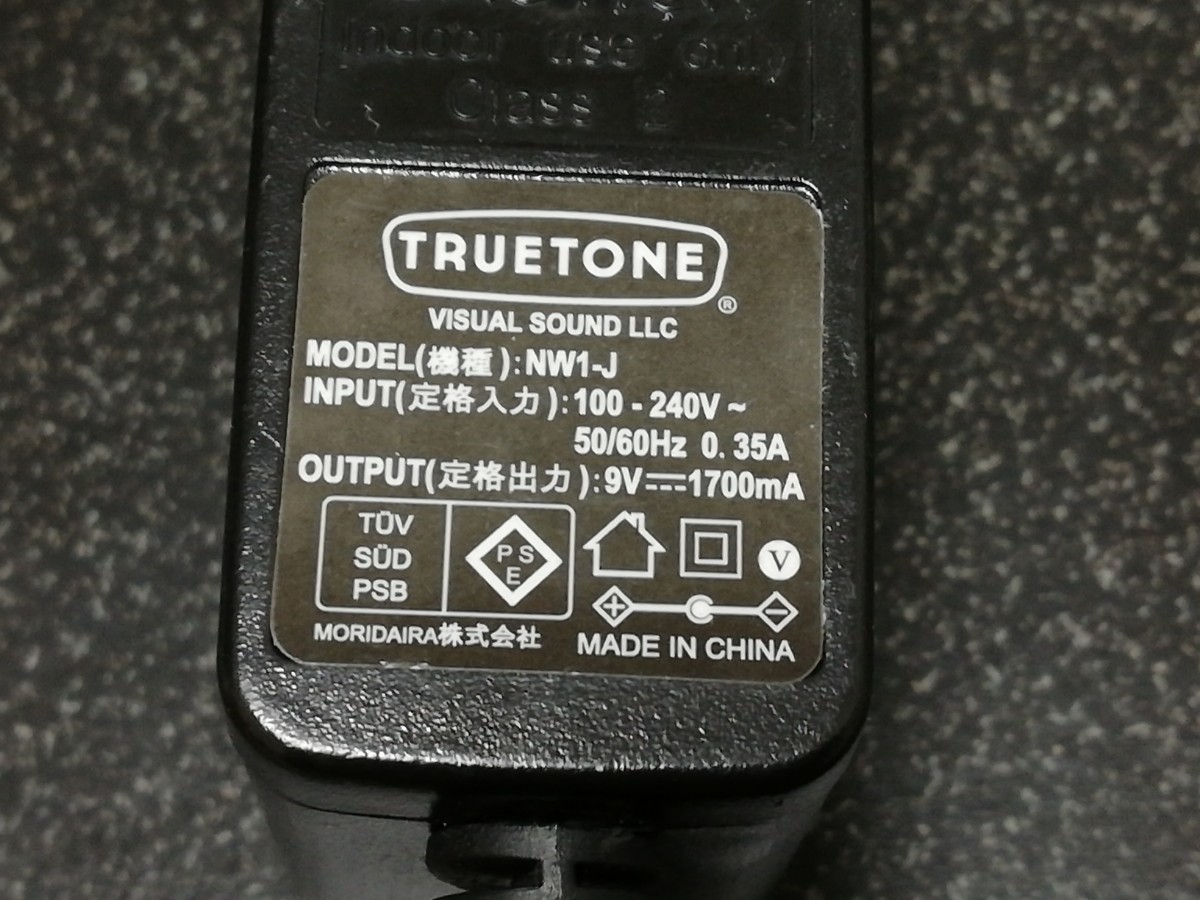 Indoor use only
Class 2
TRUETONE
®
VISUAL SOUND LLC
MODEL(機種):NW1-J
INPUT(定格入力):100 - 240V ~
50/60Hz 0.35A
OUTPUT(定格出力):9V⎓1700mA
TÜV
SÜD
PSB
PS
E
V
MORIDAIRA株式会社
MADE IN CHINA